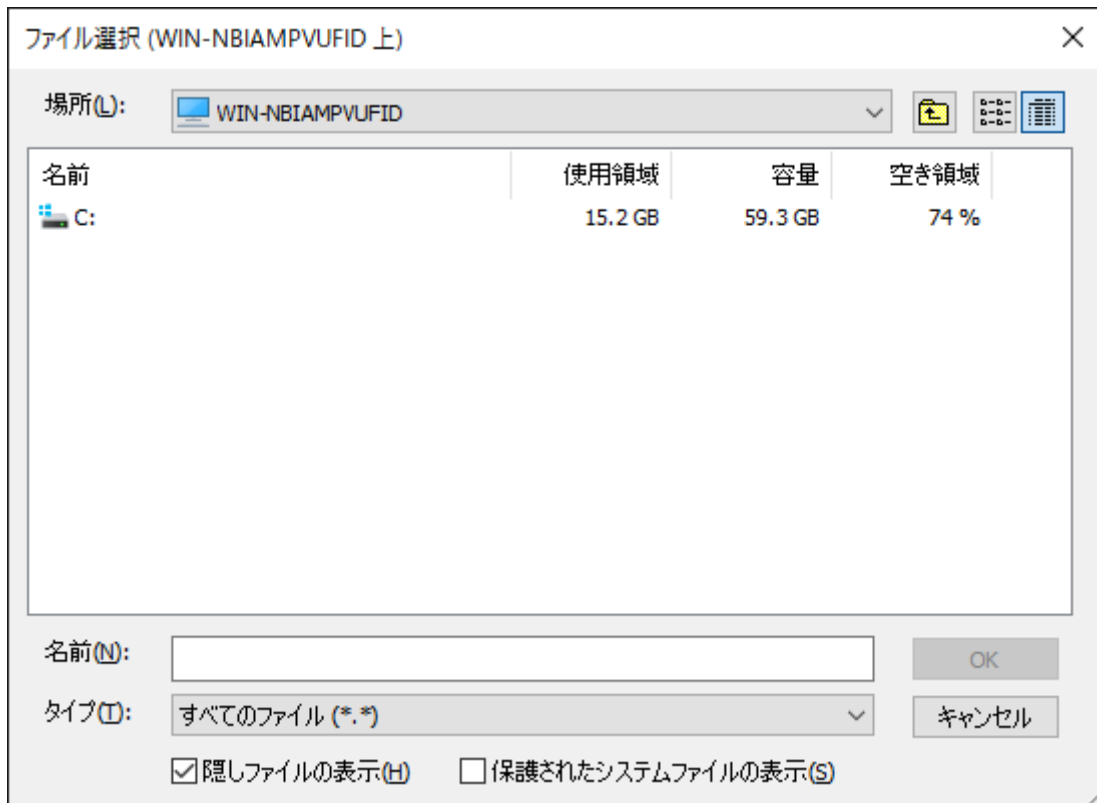 ファイル選択 (WIN-NBIAMPVUFID 上)
場所(L): WIN-NBIAMPVUFID
名前 使用領域 容量 空き領域
C: 15.2 GB 59.3 GB 74 %
名前(N): OK
タイプ(T): すべてのファイル (*.*) キャンセル
隠しファイルの表示(H) 保護されたシステムファイルの表示(S)